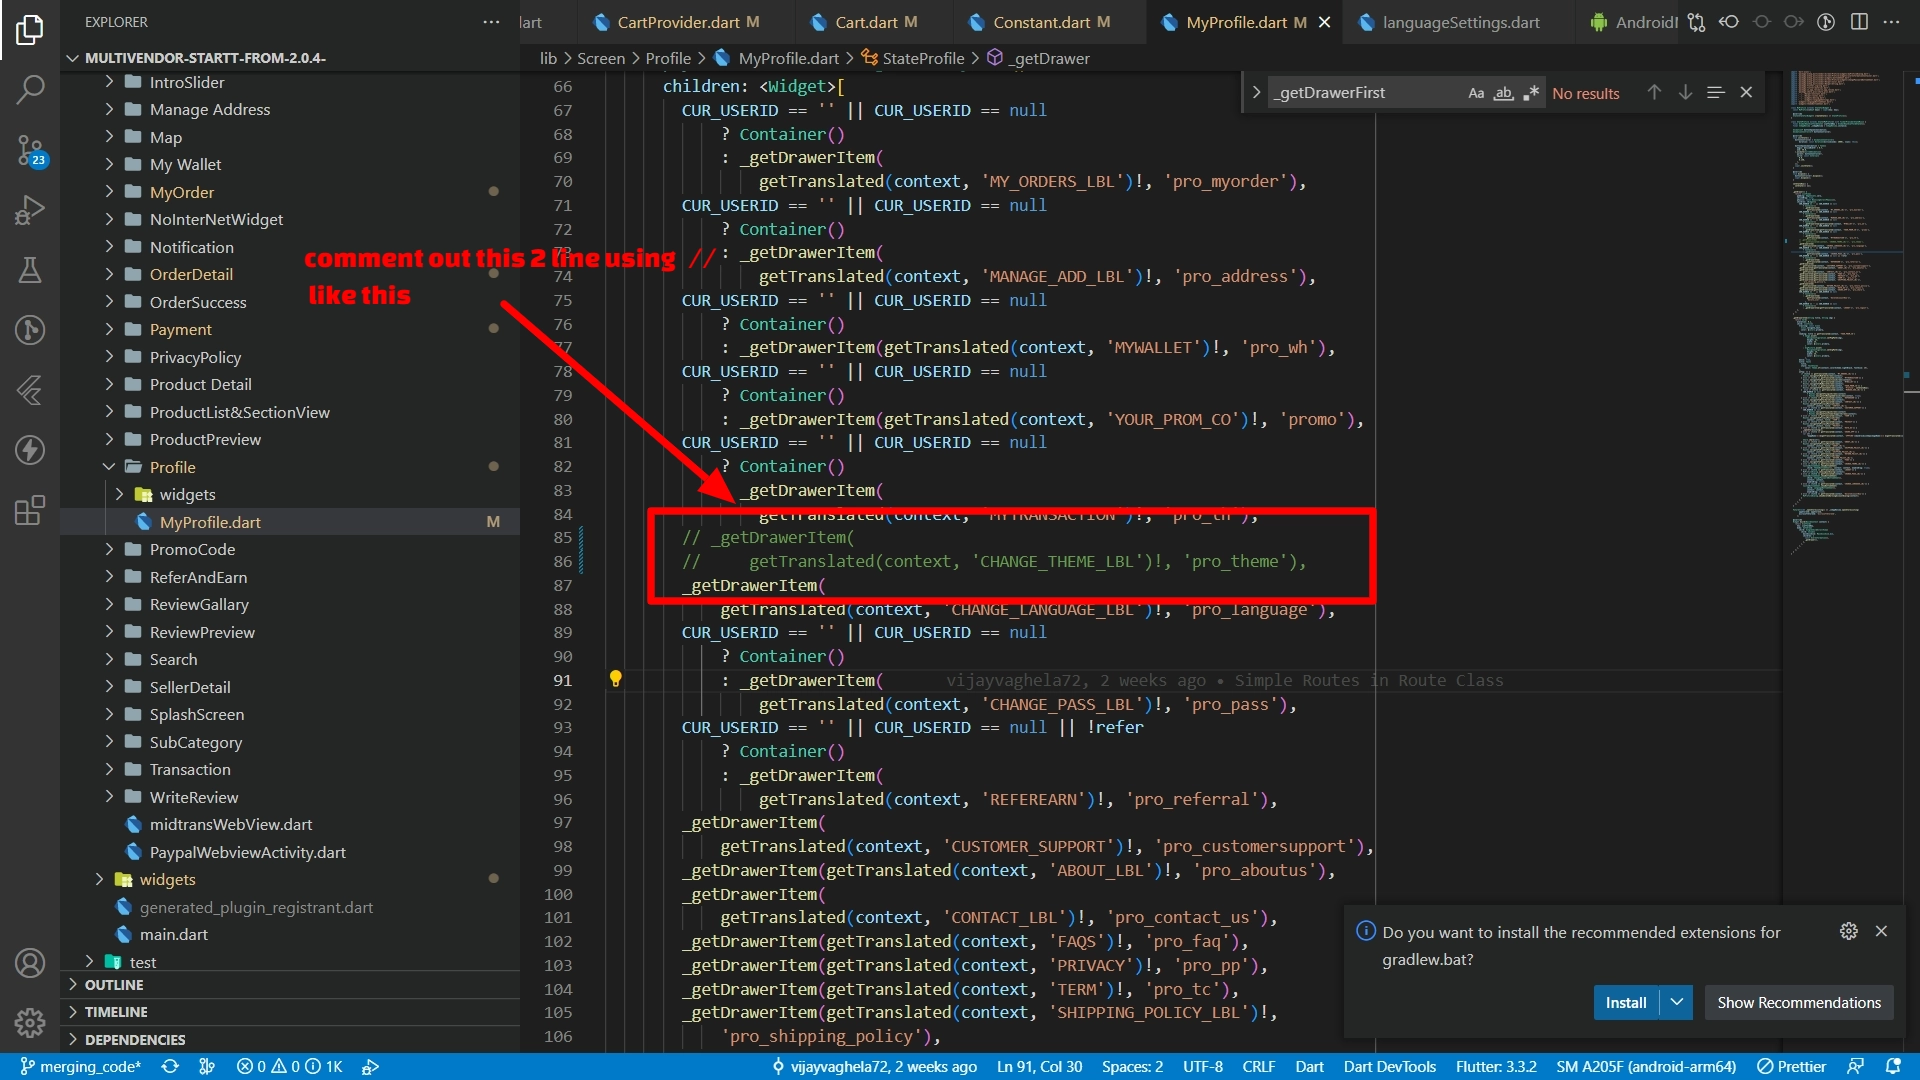 EXPLORER
lart
CartProvider.dart M
Cart.dart M
Constant.dart M
MyProfile.dart M
languageSettings.dart
MULTIVENDOR-STARTT-FROM-2.0.4-
lib > Screen > Profile > MyProfile.dart > StateProfile > _getDrawer
_getDrawerFirst
Aa ab .*
No results
IntroSlider
Manage Address
Map
My Wallet
MyOrder
NoInterNetWidget
Notification
OrderDetail
OrderSuccess
Payment
PrivacyPolicy
Product Detail
ProductList&SectionView
ProductPreview
Profile
widgets
MyProfile.dart M
PromoCode
ReferAndEarn
ReviewGallary
ReviewPreview
Search
SellerDetail
SplashScreen
SubCategory
Transaction
WriteReview
midtransWebView.dart
PaypalWebviewActivity.dart
widgets
generated_plugin_registrant.dart
main.dart
test
OUTLINE
TIMELINE
DEPENDENCIES
23
comment out this 2 line using //
like this
66 children: <Widget>[
67 CUR_USERID == '' || CUR_USERID == null
68 ? Container()
69 : _getDrawerItem(
70 getTranslated(context, 'MY_ORDERS_LBL')!, 'pro_myorder'),
71 CUR_USERID == '' || CUR_USERID == null
72 ? Container()
73 : _getDrawerItem(
74 getTranslated(context, 'MANAGE_ADD_LBL')!, 'pro_address'),
75 CUR_USERID == '' || CUR_USERID == null
76 ? Container()
77 : _getDrawerItem(getTranslated(context, 'MYWALLET')!, 'pro_wh'),
78 CUR_USERID == '' || CUR_USERID == null
79 ? Container()
80 : _getDrawerItem(getTranslated(context, 'YOUR_PROM_CO')!, 'promo'),
81 CUR_USERID == '' || CUR_USERID == null
82 ? Container()
83 _getDrawerItem(
84 getTranslated(context, 'MYTRANSACTION')!, 'pro_th'),
85 // _getDrawerItem(
86 // getTranslated(context, 'CHANGE_THEME_LBL')!, 'pro_theme'),
87 _getDrawerItem(
88 getTranslated(context, 'CHANGE_LANGUAGE_LBL')!, 'pro_language'),
89 CUR_USERID == '' || CUR_USERID == null
90 ? Container()
91 : _getDrawerItem( vijayvaghela72, 2 weeks ago • Simple Routes in Route Class
92 getTranslated(context, 'CHANGE_PASS_LBL')!, 'pro_pass'),
93 CUR_USERID == '' || CUR_USERID == null || !refer
94 ? Container()
95 : _getDrawerItem(
96 getTranslated(context, 'REFEREARN')!, 'pro_referral'),
97 _getDrawerItem(
98 getTranslated(context, 'CUSTOMER_SUPPORT')!, 'pro_customersupport'),
99 _getDrawerItem(getTranslated(context, 'ABOUT_LBL')!, 'pro_aboutus'),
100 _getDrawerItem(
101 getTranslated(context, 'CONTACT_LBL')!, 'pro_contact_us'),
102 _getDrawerItem(getTranslated(context, 'FAQS')!, 'pro_faq'),
103 _getDrawerItem(getTranslated(context, 'PRIVACY')!, 'pro_pp'),
104 _getDrawerItem(getTranslated(context, 'TERM')!, 'pro_tc'),
105 _getDrawerItem(getTranslated(context, 'SHIPPING_POLICY_LBL')!,
106 'pro_shipping_policy'),
Do you want to install the recommended extensions for
gradlew.bat?
Install
Show Recommendations
merging_code* 0 0 1K vijayvaghela72, 2 weeks ago Ln 91, Col 30 Spaces: 2 UTF-8 CRLF Dart Dart DevTools Flutter: 3.3.2 SM A205F (android-arm64) Prettier